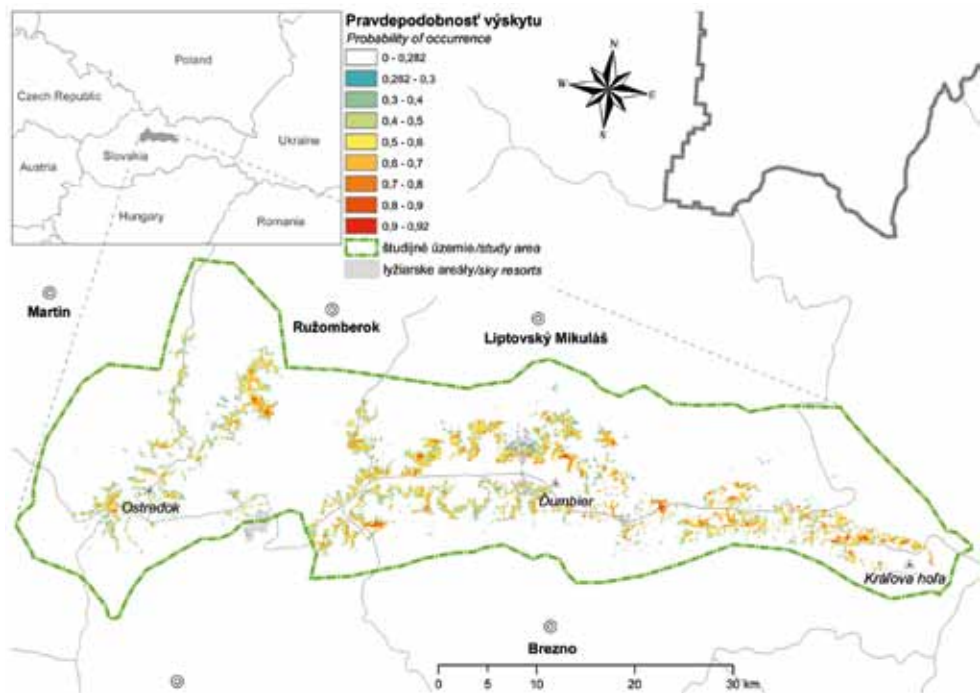 Poland
Czech Republic
Ukraine
Slovakia
Austria
Hungary
Romania
Pravdepodobnosť výskytu
Probability of occurrence
0 - 0,282
0,282 - 0,3
0,3 - 0,4
0,4 - 0,5
0,5 - 0,6
0,6 - 0,7
0,7 - 0,8
0,8 - 0,9
0,9 - 0,92
študijné územie/study area
lyžiarske areály/sky resorts
N
W
E
S
Martin
Ružomberok
Liptovský Mikuláš
Ostredok
Ďumbier
Kráľova hoľa
Brezno
0 5 10 20 30 km